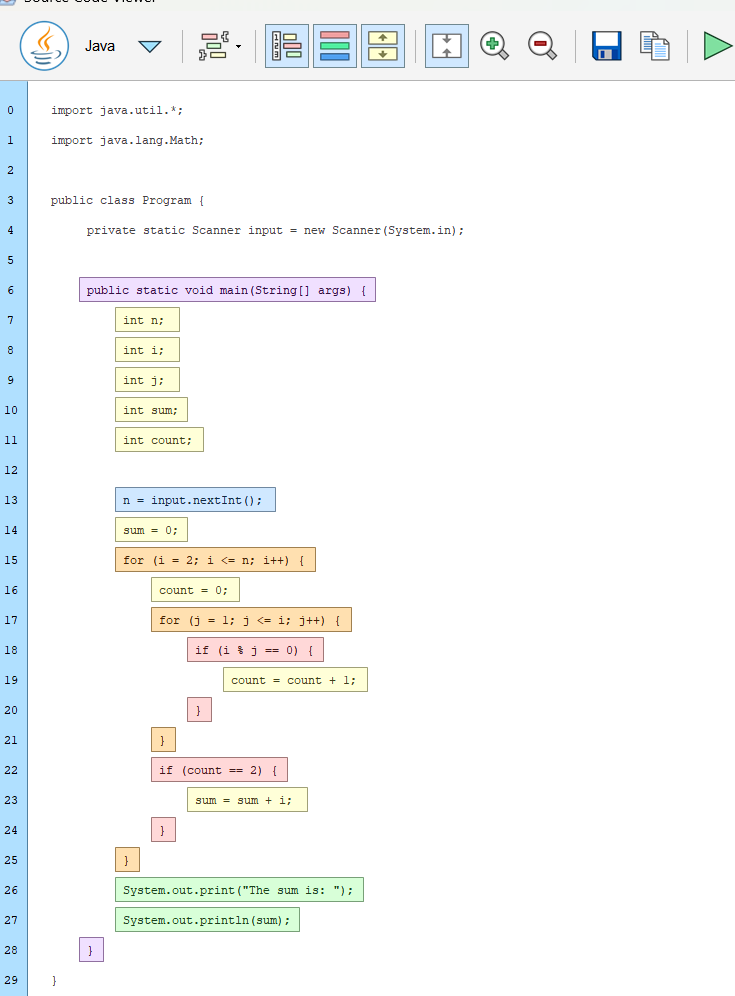 Source Code Viewer
Java
0 import java.util.*;
1 import java.lang.Math;
2
3 public class Program {
4 private static Scanner input = new Scanner(System.in);
5
6 public static void main(String[] args) {
7 int n;
8 int i;
9 int j;
10 int sum;
11 int count;
12
13 n = input.nextInt();
14 sum = 0;
15 for (i = 2; i <= n; i++) {
16 count = 0;
17 for (j = 1; j <= i; j++) {
18 if (i % j == 0) {
19 count = count + 1;
20 }
21 }
22 if (count == 2) {
23 sum = sum + i;
24 }
25 }
26 System.out.print("The sum is: ");
27 System.out.println(sum);
28 }
29 }